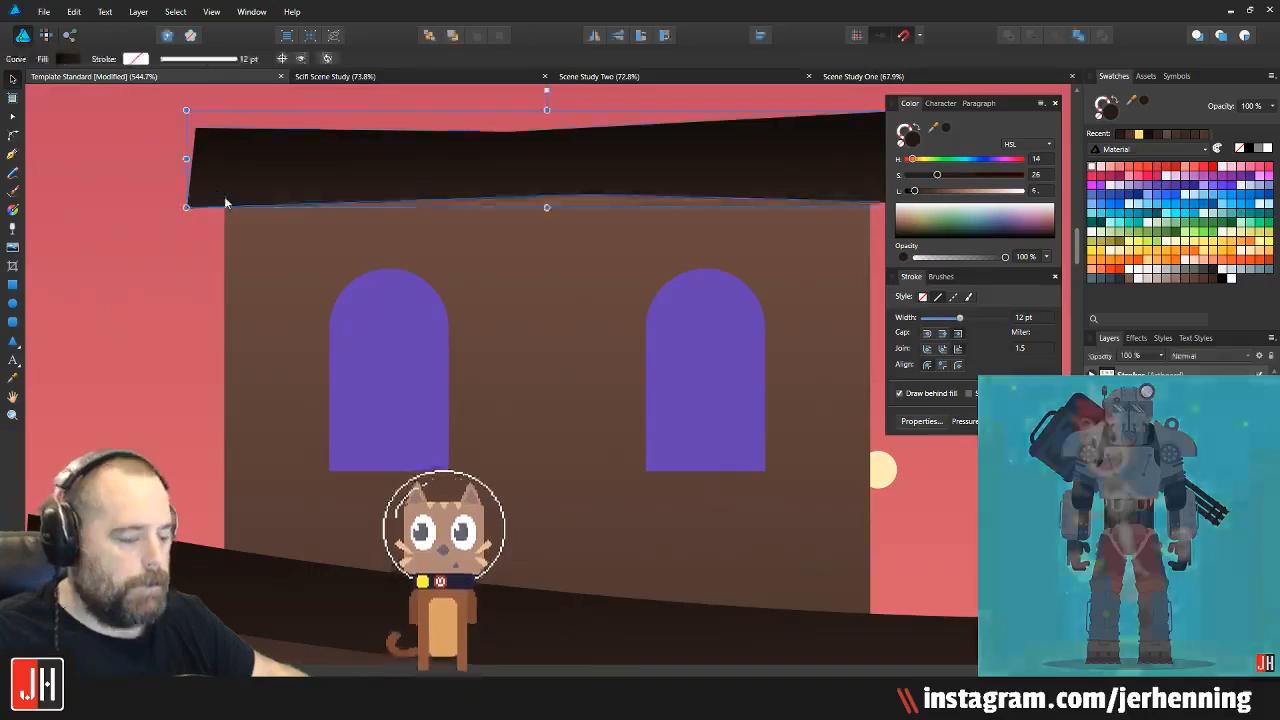 File Edit Text Layer Select View Window Help
Curve Fill: Stroke: 12 pt
Template Standard [Modified] (544.7%) × Scifi Scene Study (73.8%) × Scene Study Two (72.8%) × Scene Study One (67.9%) ×
Swatches Assets Symbols
Color Character Paragraph
Opacity: 100 %
HSL
Recent:
Material
H: 14
S: 26
L: 6
Opacity
100 %
Stroke Brushes
Style:
Width: 12 pt
Cap: Miter:
Join: 1.5
Align:
Draw behind fill
Properties... Pressure
Layers Effects Styles Text Styles
Opacity 100 % Normal
JH
JH
\\ instagram.com/jerhenning